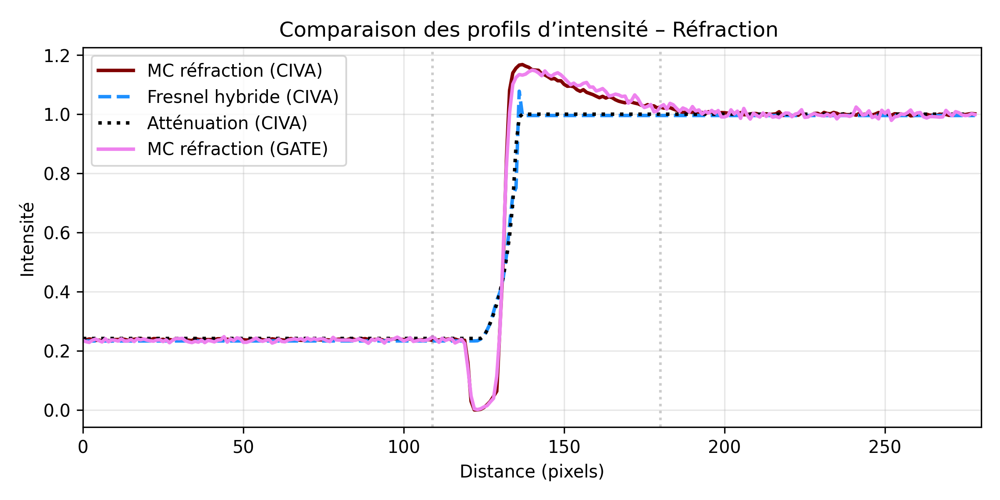 Comparaison des profils d’intensité – Réfraction
1.2
1.0
0.8
0.6
0.4
0.2
0.0
Intensité
MC réfraction (CIVA)
Fresnel hybride (CIVA)
Atténuation (CIVA)
MC réfraction (GATE)
0 50 100 150 200 250
Distance (pixels)